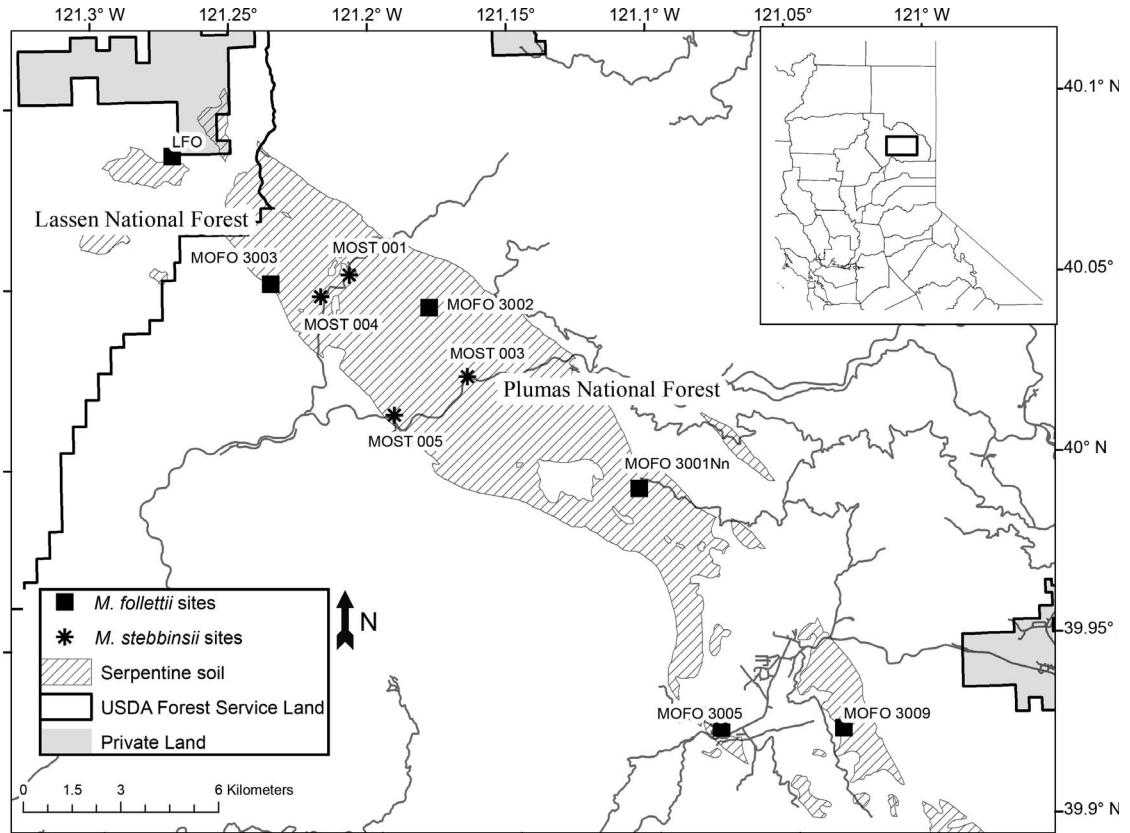 121.3° 121.25° 121.2° 121.15° 121.1° 121.05° 121° W
40.1° N
LFO
Lassen National Forest
MOST 001
40.05°
MOFO 3003
MOFO 3002
MOST 004
MOST 003
Plumas National Forest
MOST 005
40° N
MOFO 3001Nn
M. follettii sites
N
M. stebbinsii sites
39.95°
Serpentine soil
USDA Forest Service Land
MOFO 3005
MOFO 3009
Private Land
0 1.5 3 6 Kilometers
39.9° N